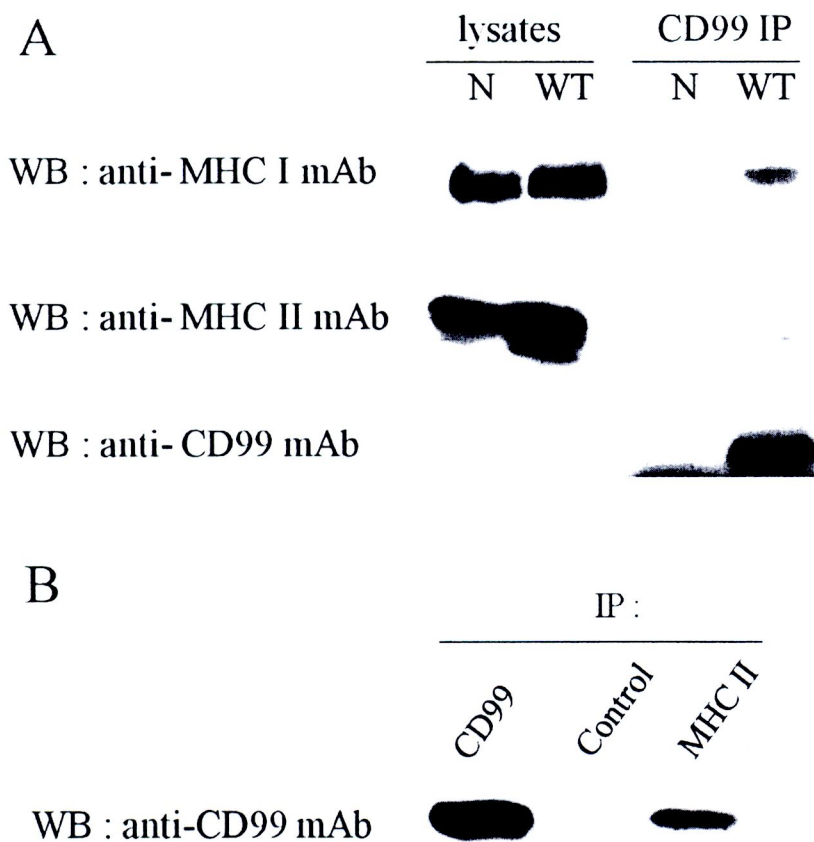 A
lysates CD99 IP
N WT N WT
WB : anti- MHC I mAb
WB : anti- MHC II mAb
WB : anti- CD99 mAb
B
IP :
CD99 Control MHC II
WB : anti-CD99 mAb